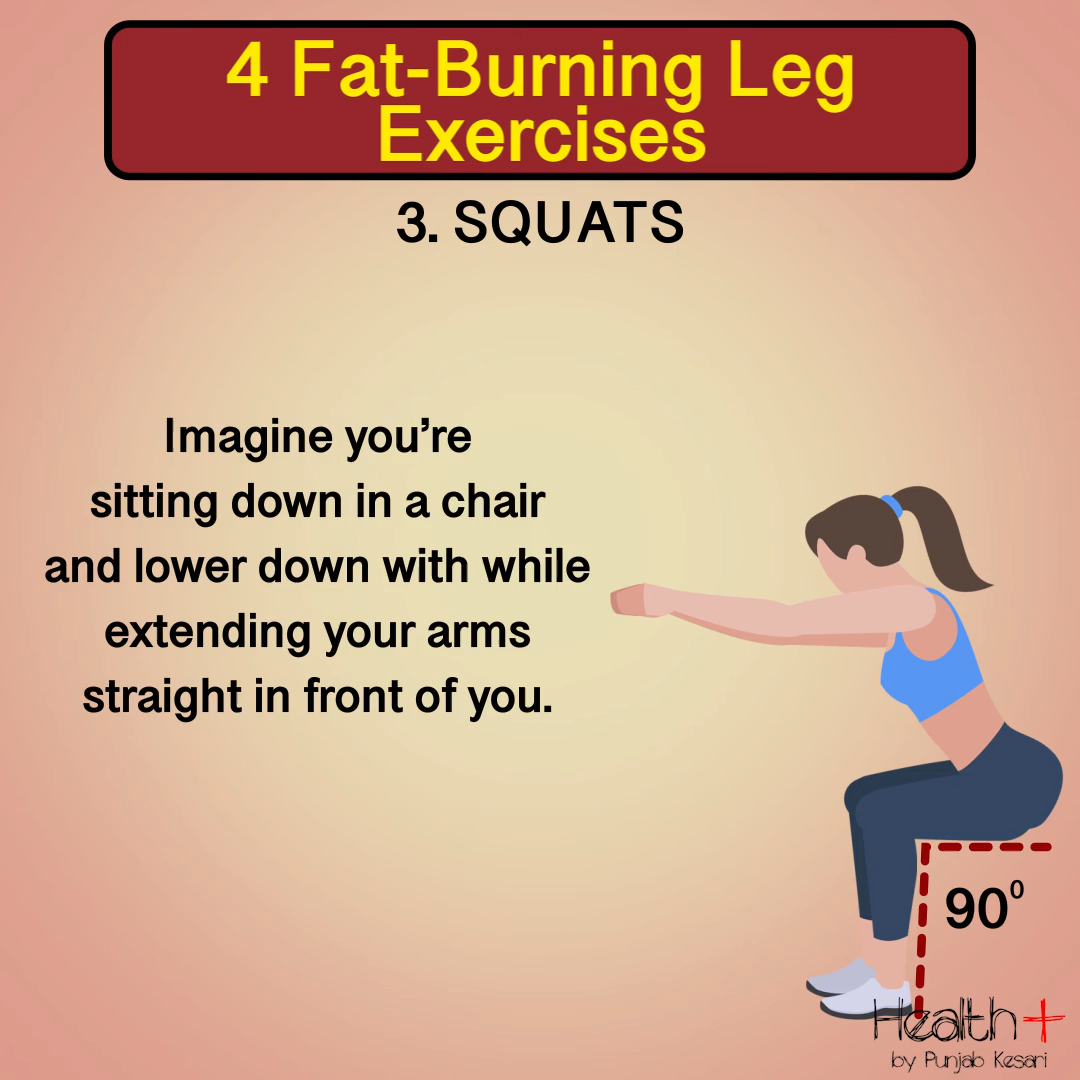 4 Fat-Burning Leg
Exercises
3. SQUATS
Imagine you’re
sitting down in a chair
and lower down with while
extending your arms
straight in front of you.
90⁰
Health+
by Punjab Kesari